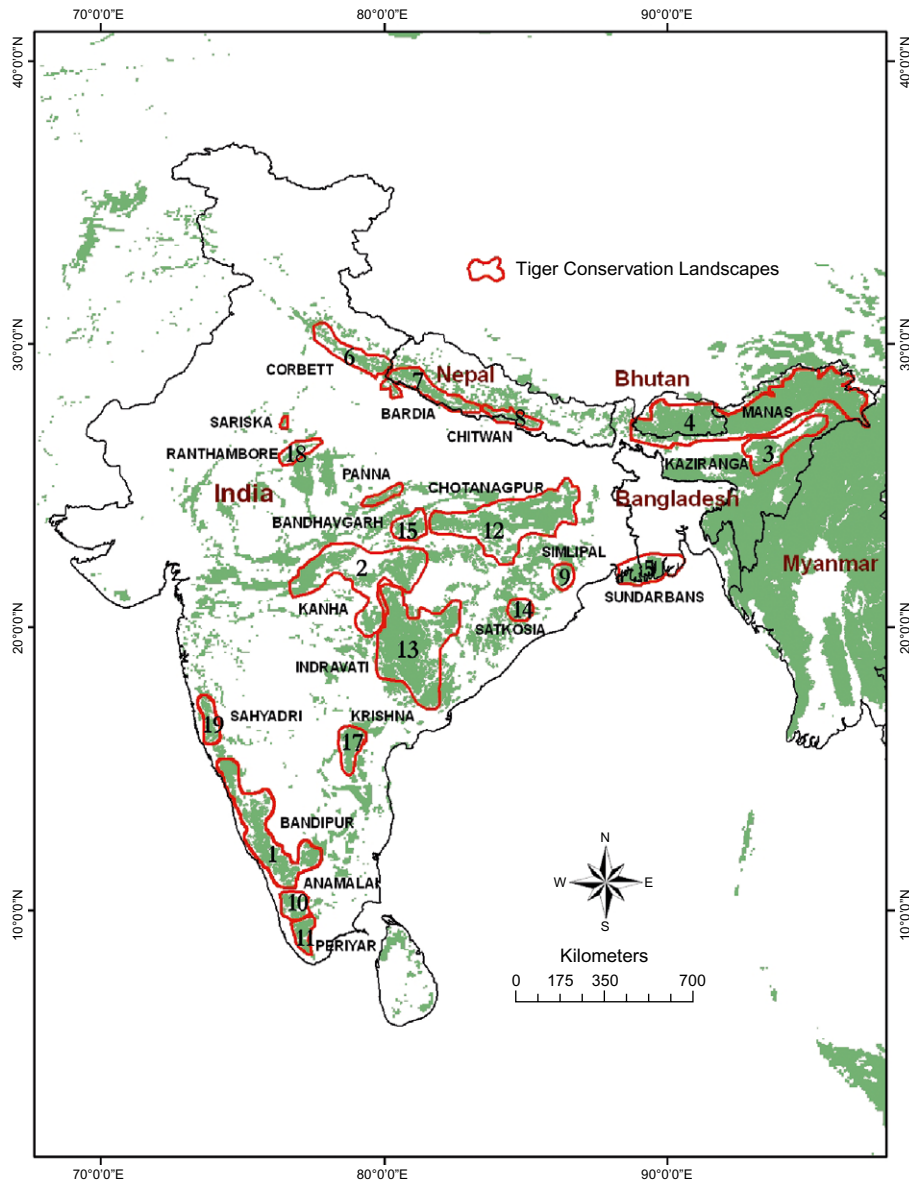 70°0'0"E 80°0'0"E 90°0'0"E
40°0'0"N 40°0'0"N
Tiger Conservation Landscapes
30°0'0"N 30°0'0"N
6
CORBETT
7 Nepal
Bhutan
BARDIA
MANAS
SARISKA
8
4
CHITWAN
RANTHAMBORE 18
KAZIRANGA 3
PANNA
CHOTANAGPUR
India
Bangladesh
BANDHAVGARH 15
12
SIMLIPAL
2
9
5
Myanmar
SUNDARBANS
KANHA
14
SATKOSIA
20°0'0"N 20°0'0"N
13
INDRAVATI
SAHYADRI
19
KRISHNA
17
BANDIPUR
1
N
W E
S
ANAMALAI
10
10°0'0"N 10°0'0"N
11 PERIYAR
Kilometers
0 175 350 700
70°0'0"E 80°0'0"E 90°0'0"E